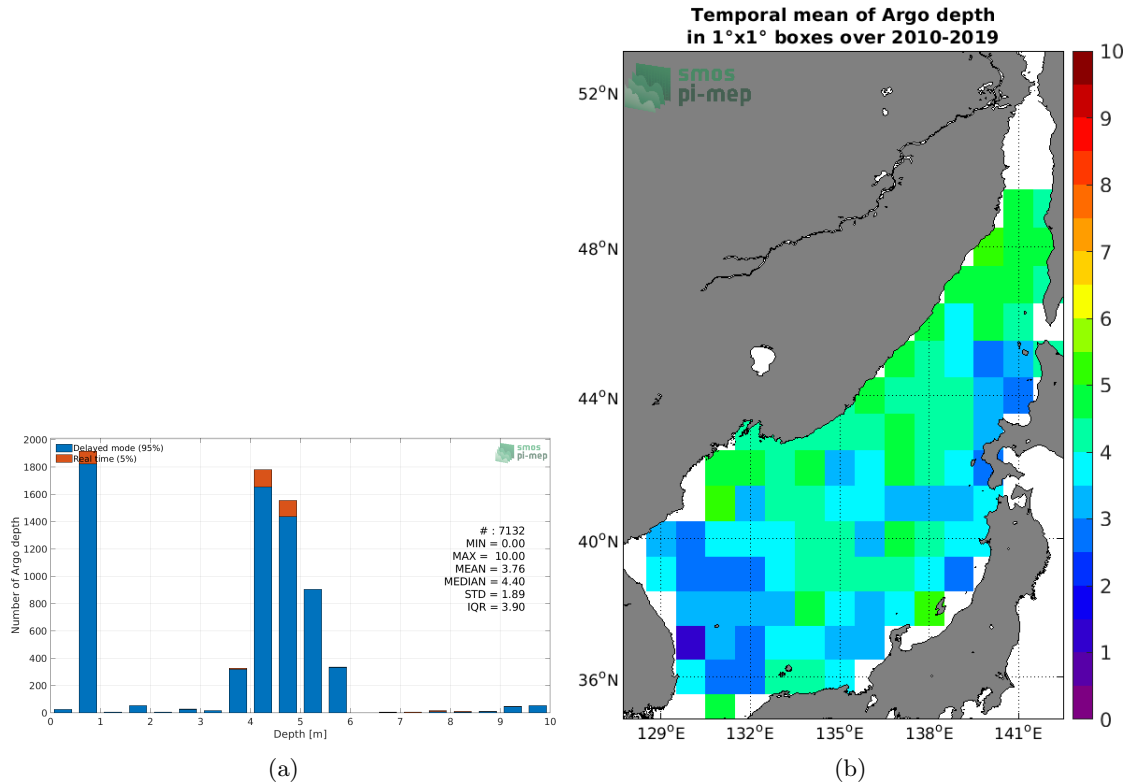 Temporal mean of Argo depth
in 1°x1° boxes over 2010-2019
smos
pi-mep
52°N
48°N
44°N
40°N
36°N
129°E
132°E
135°E
138°E
141°E
10
9
8
7
6
5
4
3
2
1
0
(b)
Delayed mode (95%)
Real time (5%)
smos
pi-mep
# : 7132
MIN = 0.00
MAX = 10.00
MEAN = 3.76
MEDIAN = 4.40
STD = 1.89
IQR = 3.90
Number of Argo depth
2000
1800
1600
1400
1200
1000
800
600
400
200
0
0
1
2
3
4
5
6
7
8
9
10
Depth [m]
(a)